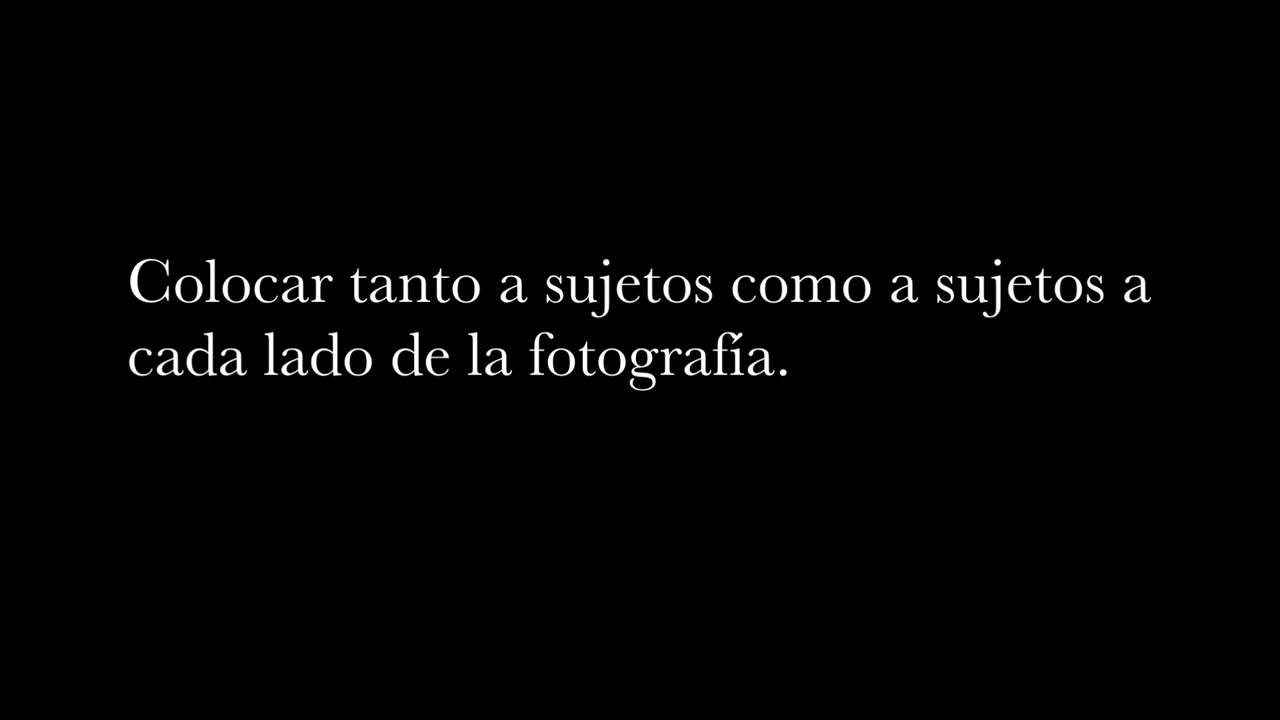 Colocar tanto a sujetos como a sujetos a
cada lado de la fotografía.